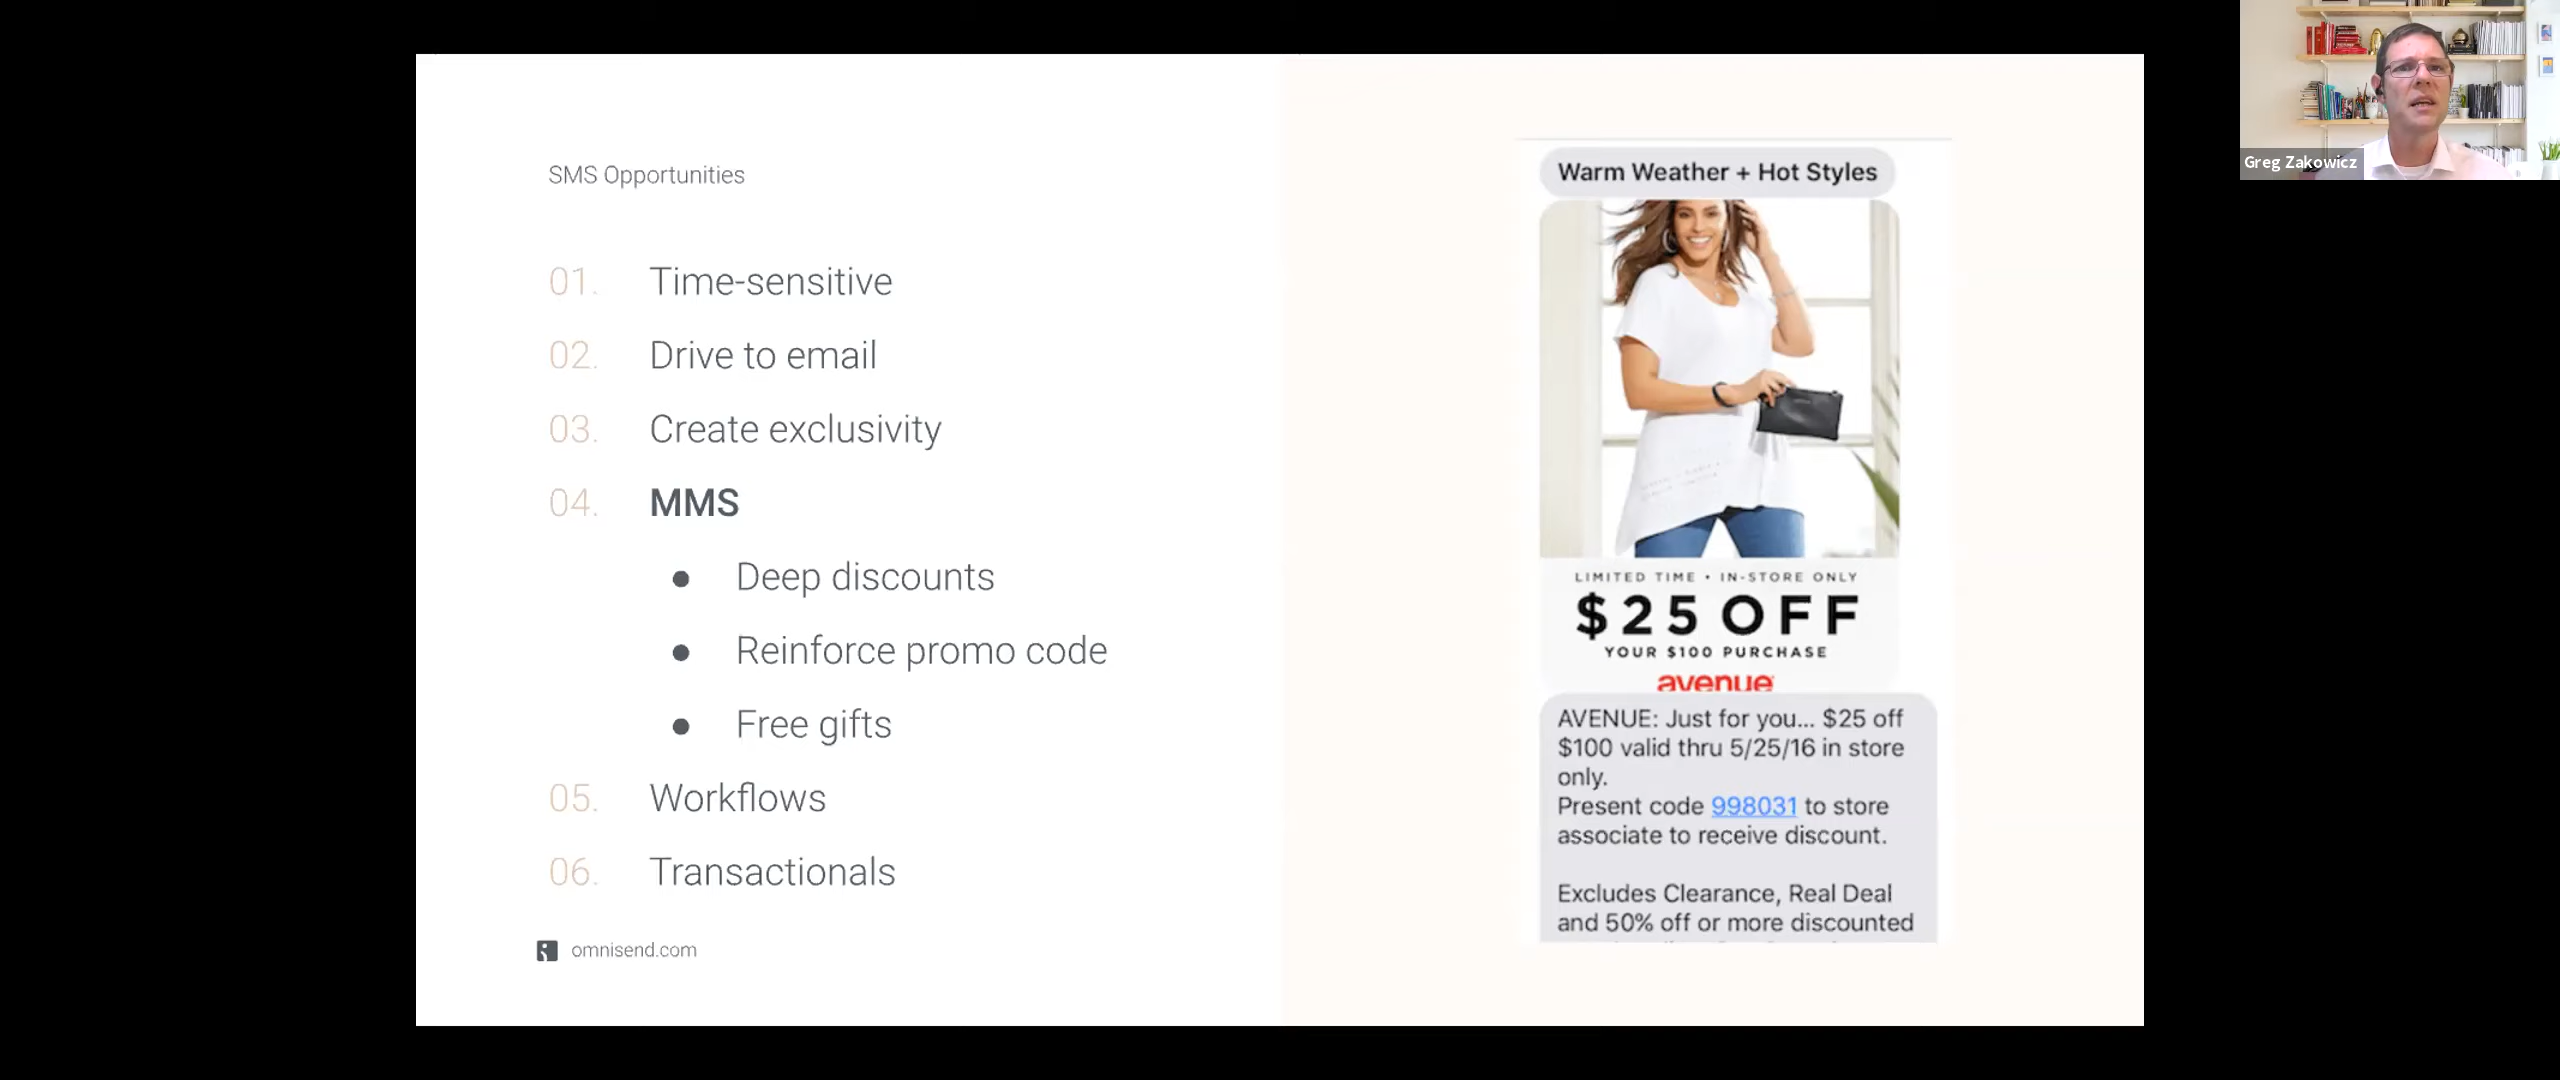 SMS Opportunities
01. Time-sensitive
02. Drive to email
03. Create exclusivity
04. MMS
● Deep discounts
● Reinforce promo code
● Free gifts
05. Workflows
06. Transactionals
omnisend.com
Warm Weather + Hot Styles
LIMITED TIME • IN-STORE ONLY
$25 OFF
YOUR $100 PURCHASE
avenue
AVENUE: Just for you... $25 off
$100 valid thru 5/25/16 in store
only.
Present code 998031 to store
associate to receive discount.
Excludes Clearance, Real Deal
and 50% off or more discounted
Greg Zakowicz